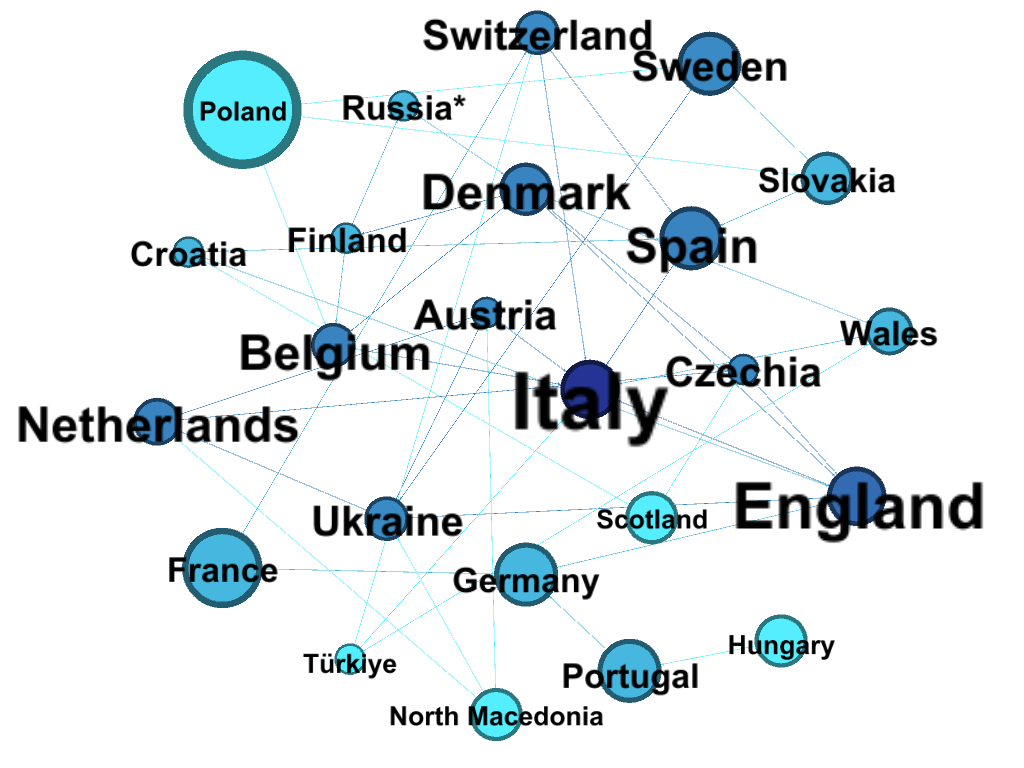 Switzerland
Sweden
Poland
Russia*
Slovakia
Denmark
Croatia
Finland
Spain
Austria
Wales
Belgium
Czechia
Italy
Netherlands
England
Ukraine
Scotland
France
Germany
Hungary
Türkiye
Portugal
North Macedonia